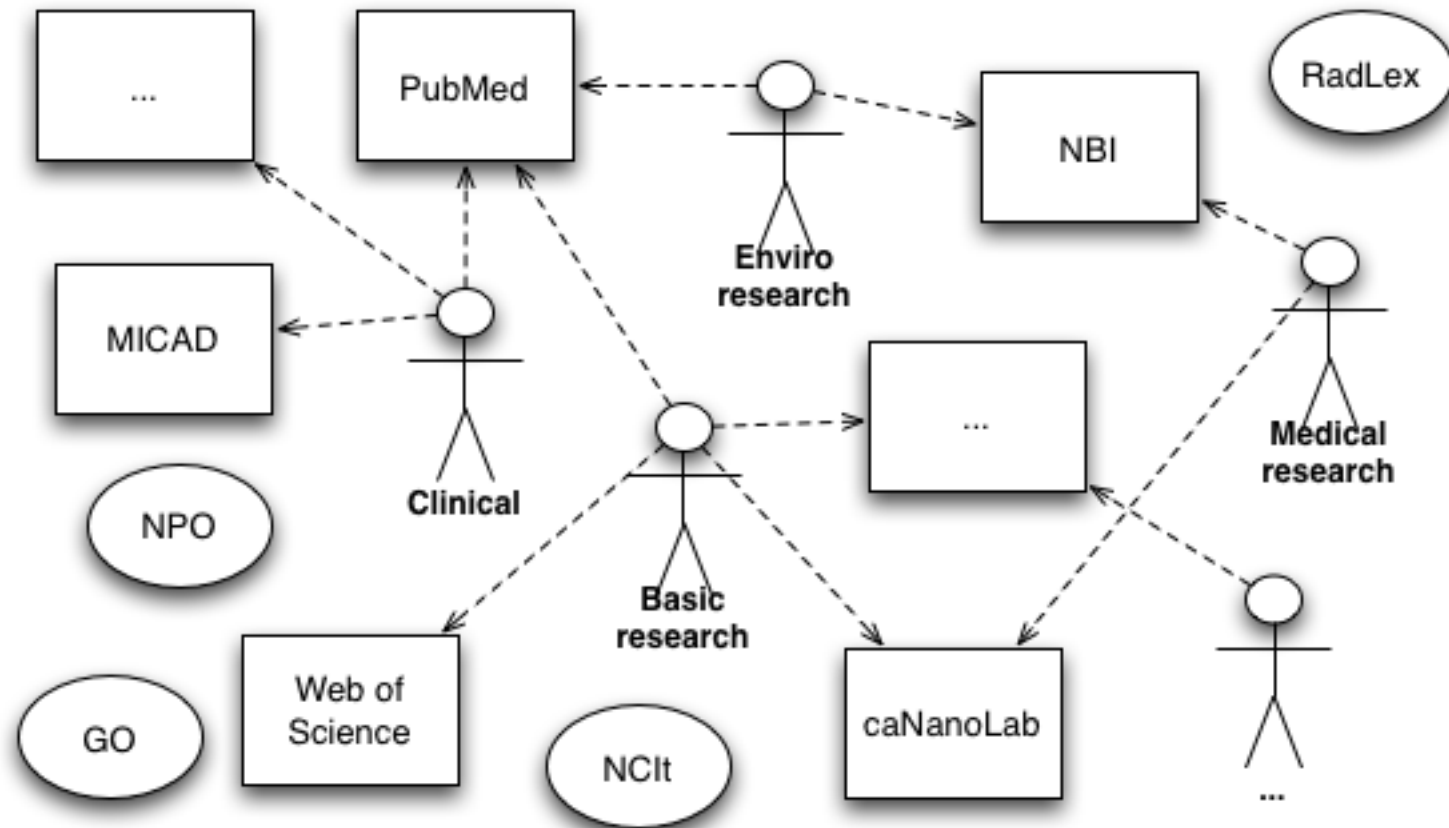 ...
PubMed
RadLex
NBI
Enviro
research
MICAD
...
Medical
research
Clinical
NPO
Basic
research
Web of
Science
caNanoLab
GO
NCIt
...